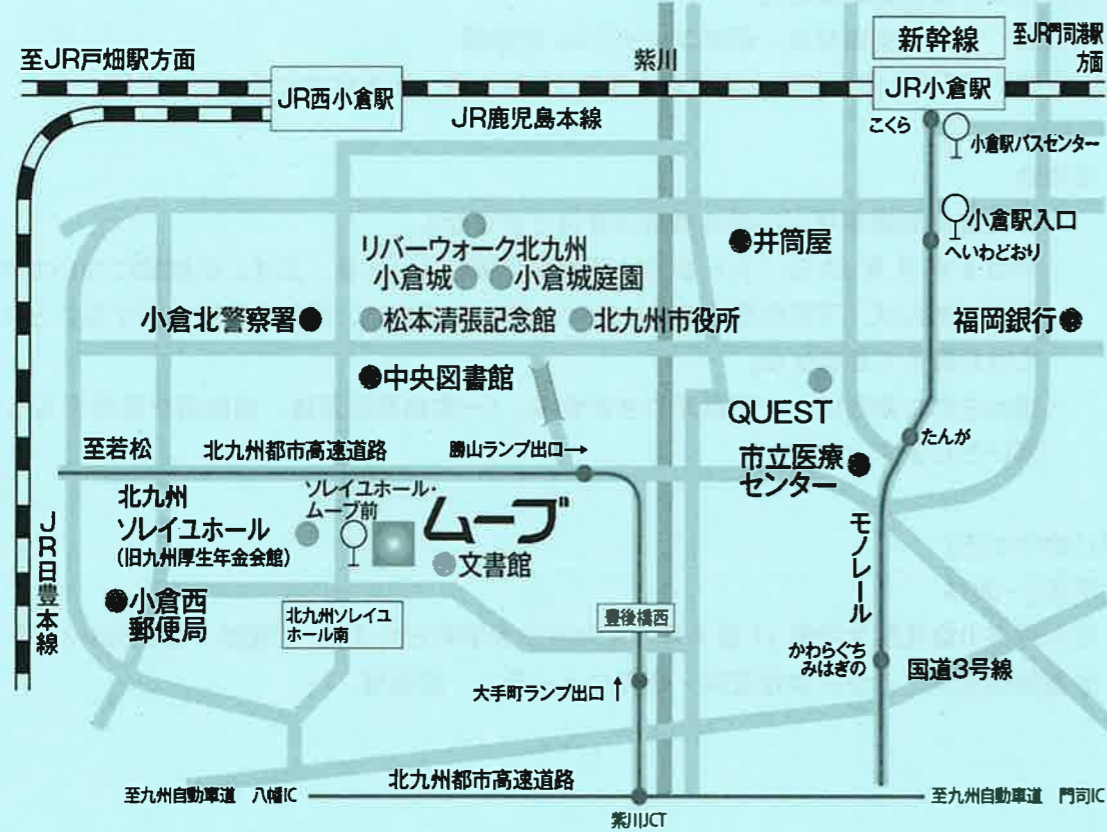 新幹線
至JR門司港駅
方面
至JR戸畑駅方面
紫川
JR西小倉駅
JR小倉駅
JR鹿児島本線
こくら
小倉駅バスセンター
小倉駅入口
へいわどおり
リバーウォーク北九州
井筒屋
小倉城
小倉城庭園
小倉北警察署
松本清張記念館
北九州市役所
福岡銀行
中央図書館
QUEST
たんが
至若松
北九州都市高速道路
勝山ランプ出口→
市立医療
センター
北九州
ソレイユホール
(旧九州厚生年金会館)
ソレイユホール・
ムーブ前
ムーブ
文書館
モノレール
JR日豊本線
小倉西
郵便局
北九州ソレイユ
ホール南
豊後橋西
かわらぐち
みはぎの
国道3号線
大手町ランプ出口↑
北九州都市高速道路
至九州自動車道 八幡IC
至九州自動車道 門司IC
紫川JCT